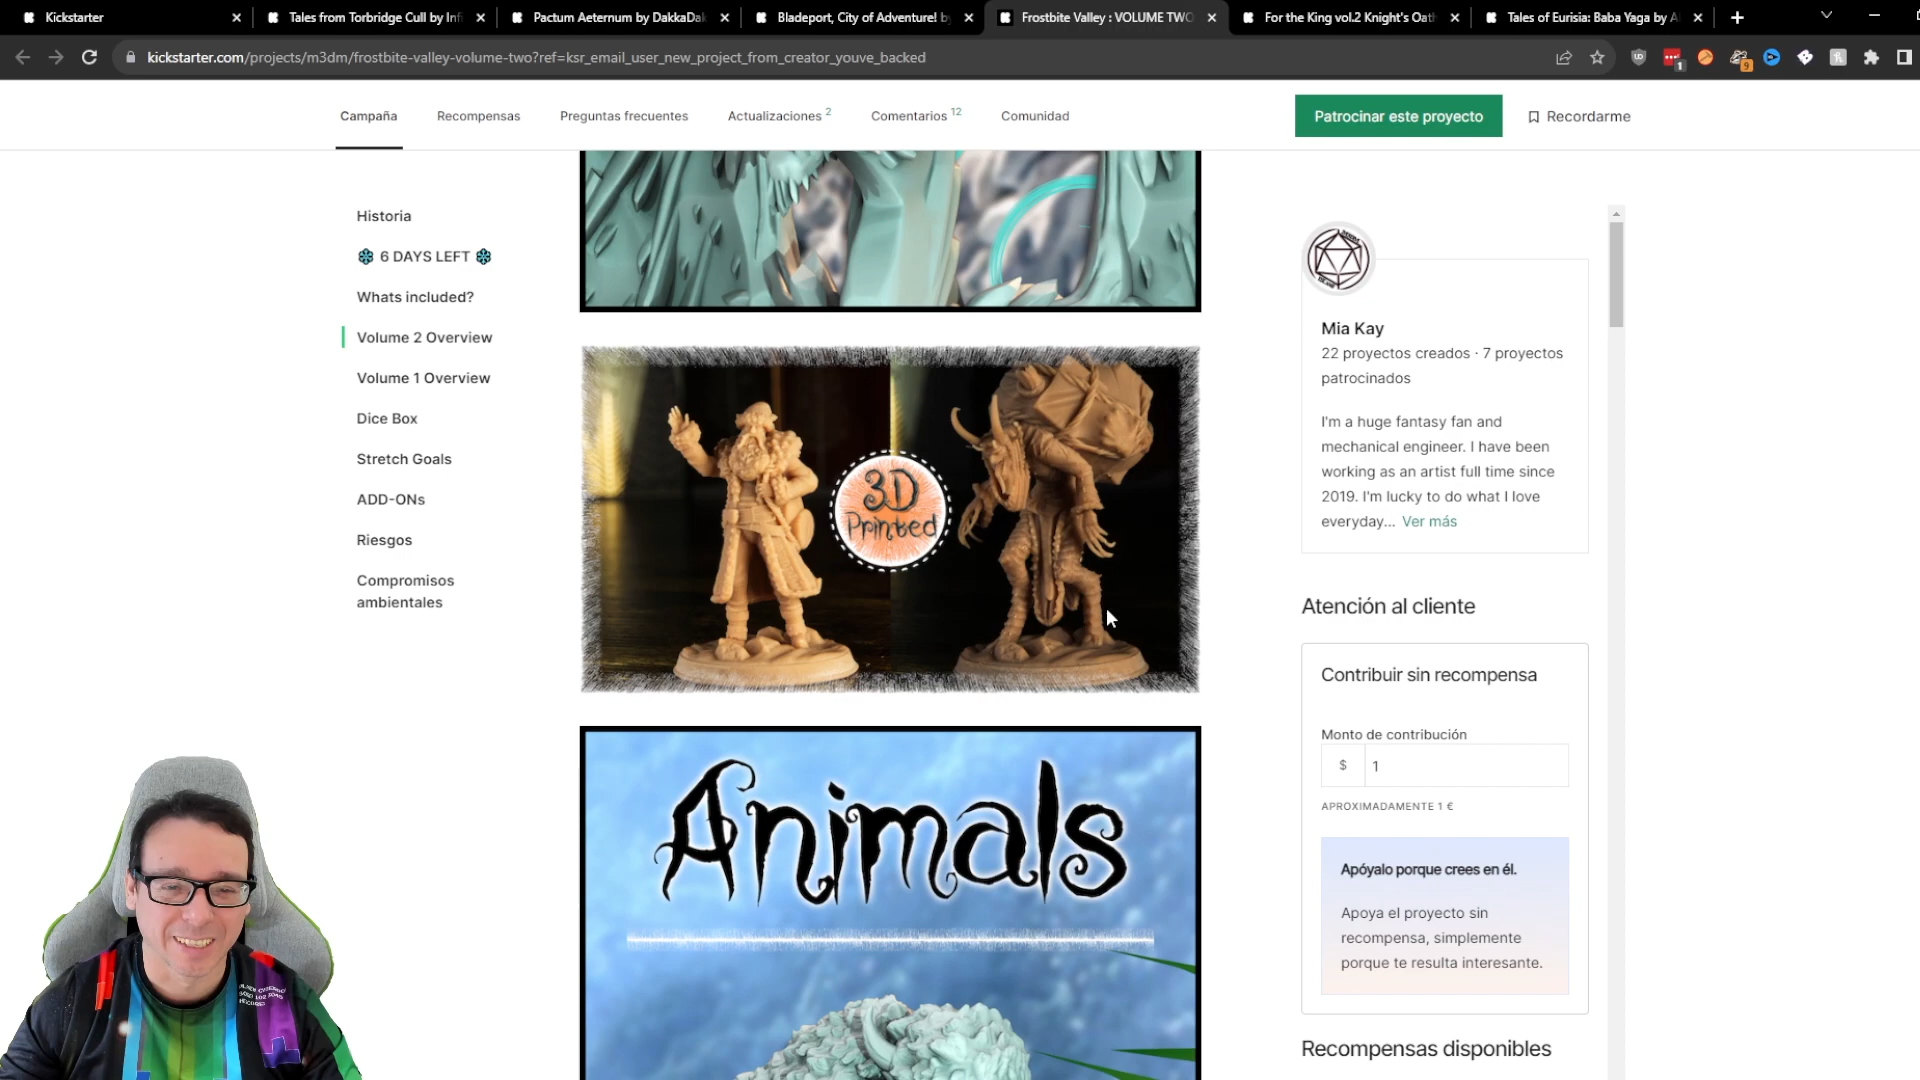 Kickstarter
Tales from Torbridge Cull by Infi
Pactum Aeternum by DakkaDak
Bladeport, City of Adventure! b
Frostbite Valley : VOLUME TWO
For the King vol.2 Knight's Oath
Tales of Eurisia: Baba Yaga by A
kickstarter.com/projects/m3dm/frostbite-valley-volume-two?ref=ksr_email_user_new_project_from_creator_youve_backed
1
9
Campaña
Recompensas
Preguntas frecuentes
Actualizaciones 2
Comentarios 12
Comunidad
Patrocinar este proyecto
Recordarme
Historia
6 DAYS LEFT
Whats included?
Volume 2 Overview
Volume 1 Overview
Dice Box
Stretch Goals
ADD-ONs
Riesgos
Compromisos
ambientales
3D
Printed
Animals
Mia Kay
22 proyectos creados · 7 proyectos
patrocinados
I'm a huge fantasy fan and
mechanical engineer. I have been
working as an artist full time since
2019. I'm lucky to do what I love
everyday... Ver más
Atención al cliente
Contribuir sin recompensa
Monto de contribución
$ 1
APROXIMADAMENTE 1 €
Apóyalo porque crees en él.
Apoya el proyecto sin
recompensa, simplemente
porque te resulta interesante.
Recompensas disponibles